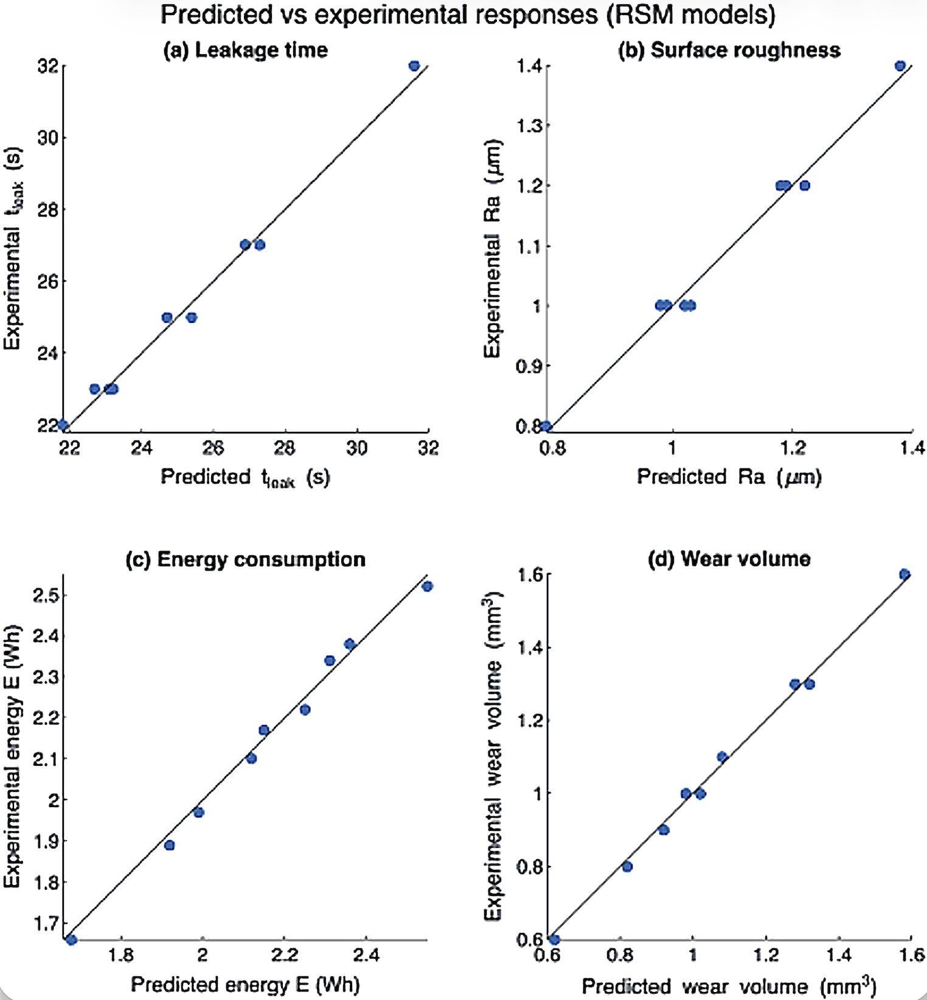 Predicted vs experimental responses (RSM models)
(a) Leakage time
32
30
28
26
24
22
Experimental t_leak (s)
22 24 26 28 30 32
Predicted t_leak (s)
(b) Surface roughness
1.4
1.3
1.2
1.1
1
0.9
0.8
Experimental Ra (μm)
0.8 1 1.2 1.4
Predicted Ra (μm)
(c) Energy consumption
2.5
2.4
2.3
2.2
2.1
2
1.9
1.8
1.7
Experimental energy E (Wh)
1.8 2 2.2 2.4
Predicted energy E (Wh)
(d) Wear volume
1.6
1.4
1.2
1
0.8
0.6
Experimental wear volume (mm³)
0.6 0.8 1 1.2 1.4 1.6
Predicted wear volume (mm³)